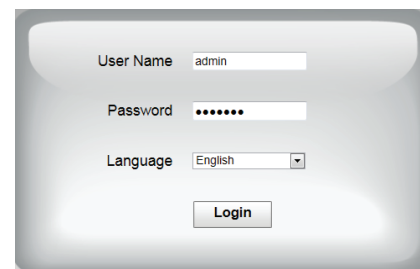 User Name admin
Password •••••••
Language English
Login